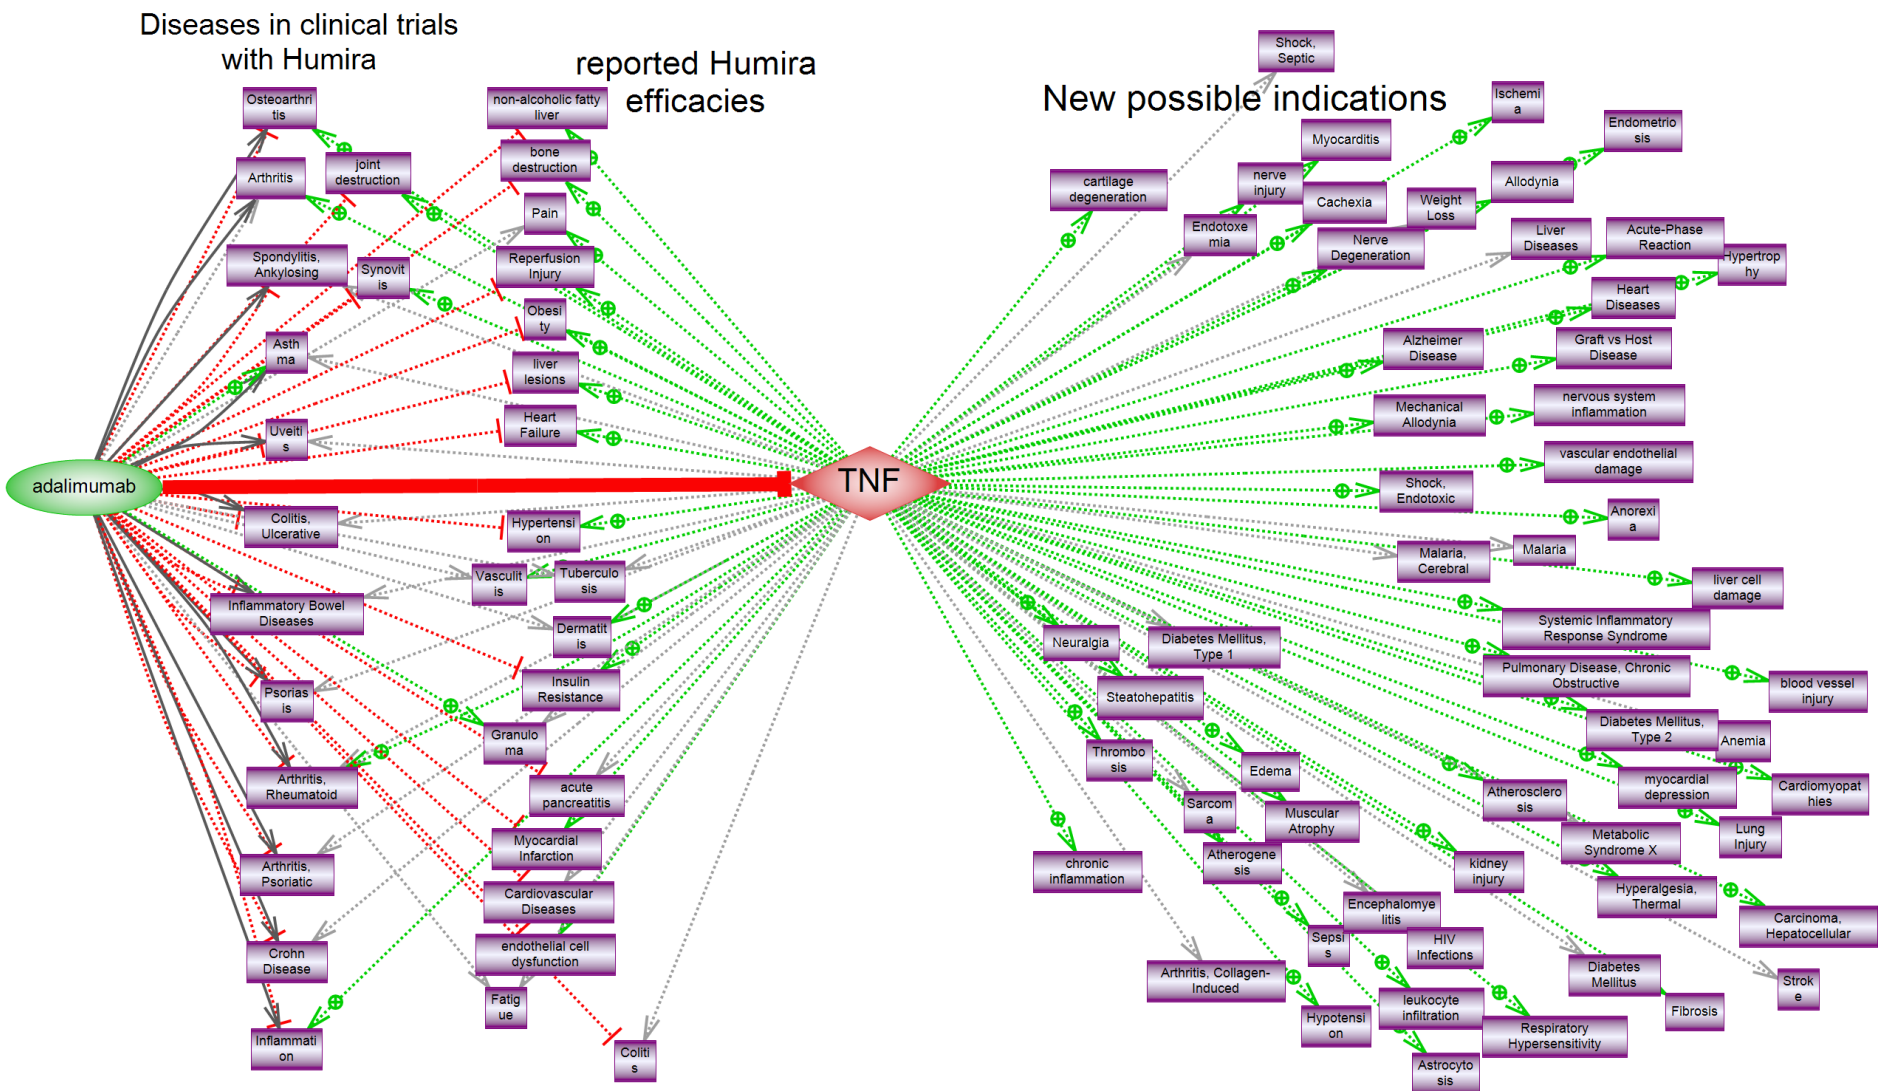 Diseases in clinical trials
with Humira
reported Humira
efficacies
New possible indications
Osteoarthri
tis
Arthritis
joint
destruction
Spondylitis,
Ankylosing
Synovit
is
Asth
ma
Uveiti
s
adalimumab
Colitis,
Ulcerative
Inflammatory Bowel
Diseases
Psorias
is
Arthritis,
Rheumatoid
Arthritis,
Psoriatic
Crohn
Disease
Inflammati
on
non-alcoholic fatty
liver
bone
destruction
Pain
Reperfusion
Injury
Obesi
ty
liver
lesions
Heart
Failure
Hypertensi
on
Vasculit
is
Tuberculo
sis
Dermatit
is
Insulin
Resistance
Granulo
ma
acute
pancreatitis
Myocardial
Infarction
Cardiovascular
Diseases
endothelial cell
dysfunction
Fatig
ue
Coliti
s
TNF
Shock,
Septic
Ischemi
a
Myocarditis
Endometrio
sis
cartilage
degeneration
nerve
injury
Cachexia
Weight
Loss
Allodynia
Endotoxe
mia
Nerve
Degeneration
Liver
Diseases
Acute-Phase
Reaction
Hypertrop
hy
Heart
Diseases
Alzheimer
Disease
Graft vs Host
Disease
Mechanical
Allodynia
nervous system
inflammation
vascular endothelial
damage
Shock,
Endotoxic
Anorexi
a
Malaria,
Cerebral
Malaria
liver cell
damage
Systemic Inflammatory
Response Syndrome
Neuralgia
Diabetes Mellitus,
Type 1
Pulmonary Disease, Chronic
Obstructive
blood vessel
injury
Steatohepatitis
Diabetes Mellitus,
Type 2
Anemia
Thrombo
sis
Edema
Atherosclero
sis
myocardial
depression
Cardiomyopat
hies
Sarcom
a
Muscular
Atrophy
Metabolic
Syndrome X
Lung
Injury
chronic
inflammation
Atherogene
sis
kidney
injury
Hyperalgesia,
Thermal
Carcinoma,
Hepatocellular
Encephalomye
litis
Sepsi
s
HIV
Infections
Arthritis, Collagen-
Induced
Diabetes
Mellitus
Strok
e
Hypotensi
on
leukocyte
infiltration
Fibrosis
Respiratory
Hypersensitivity
Astrocyto
sis